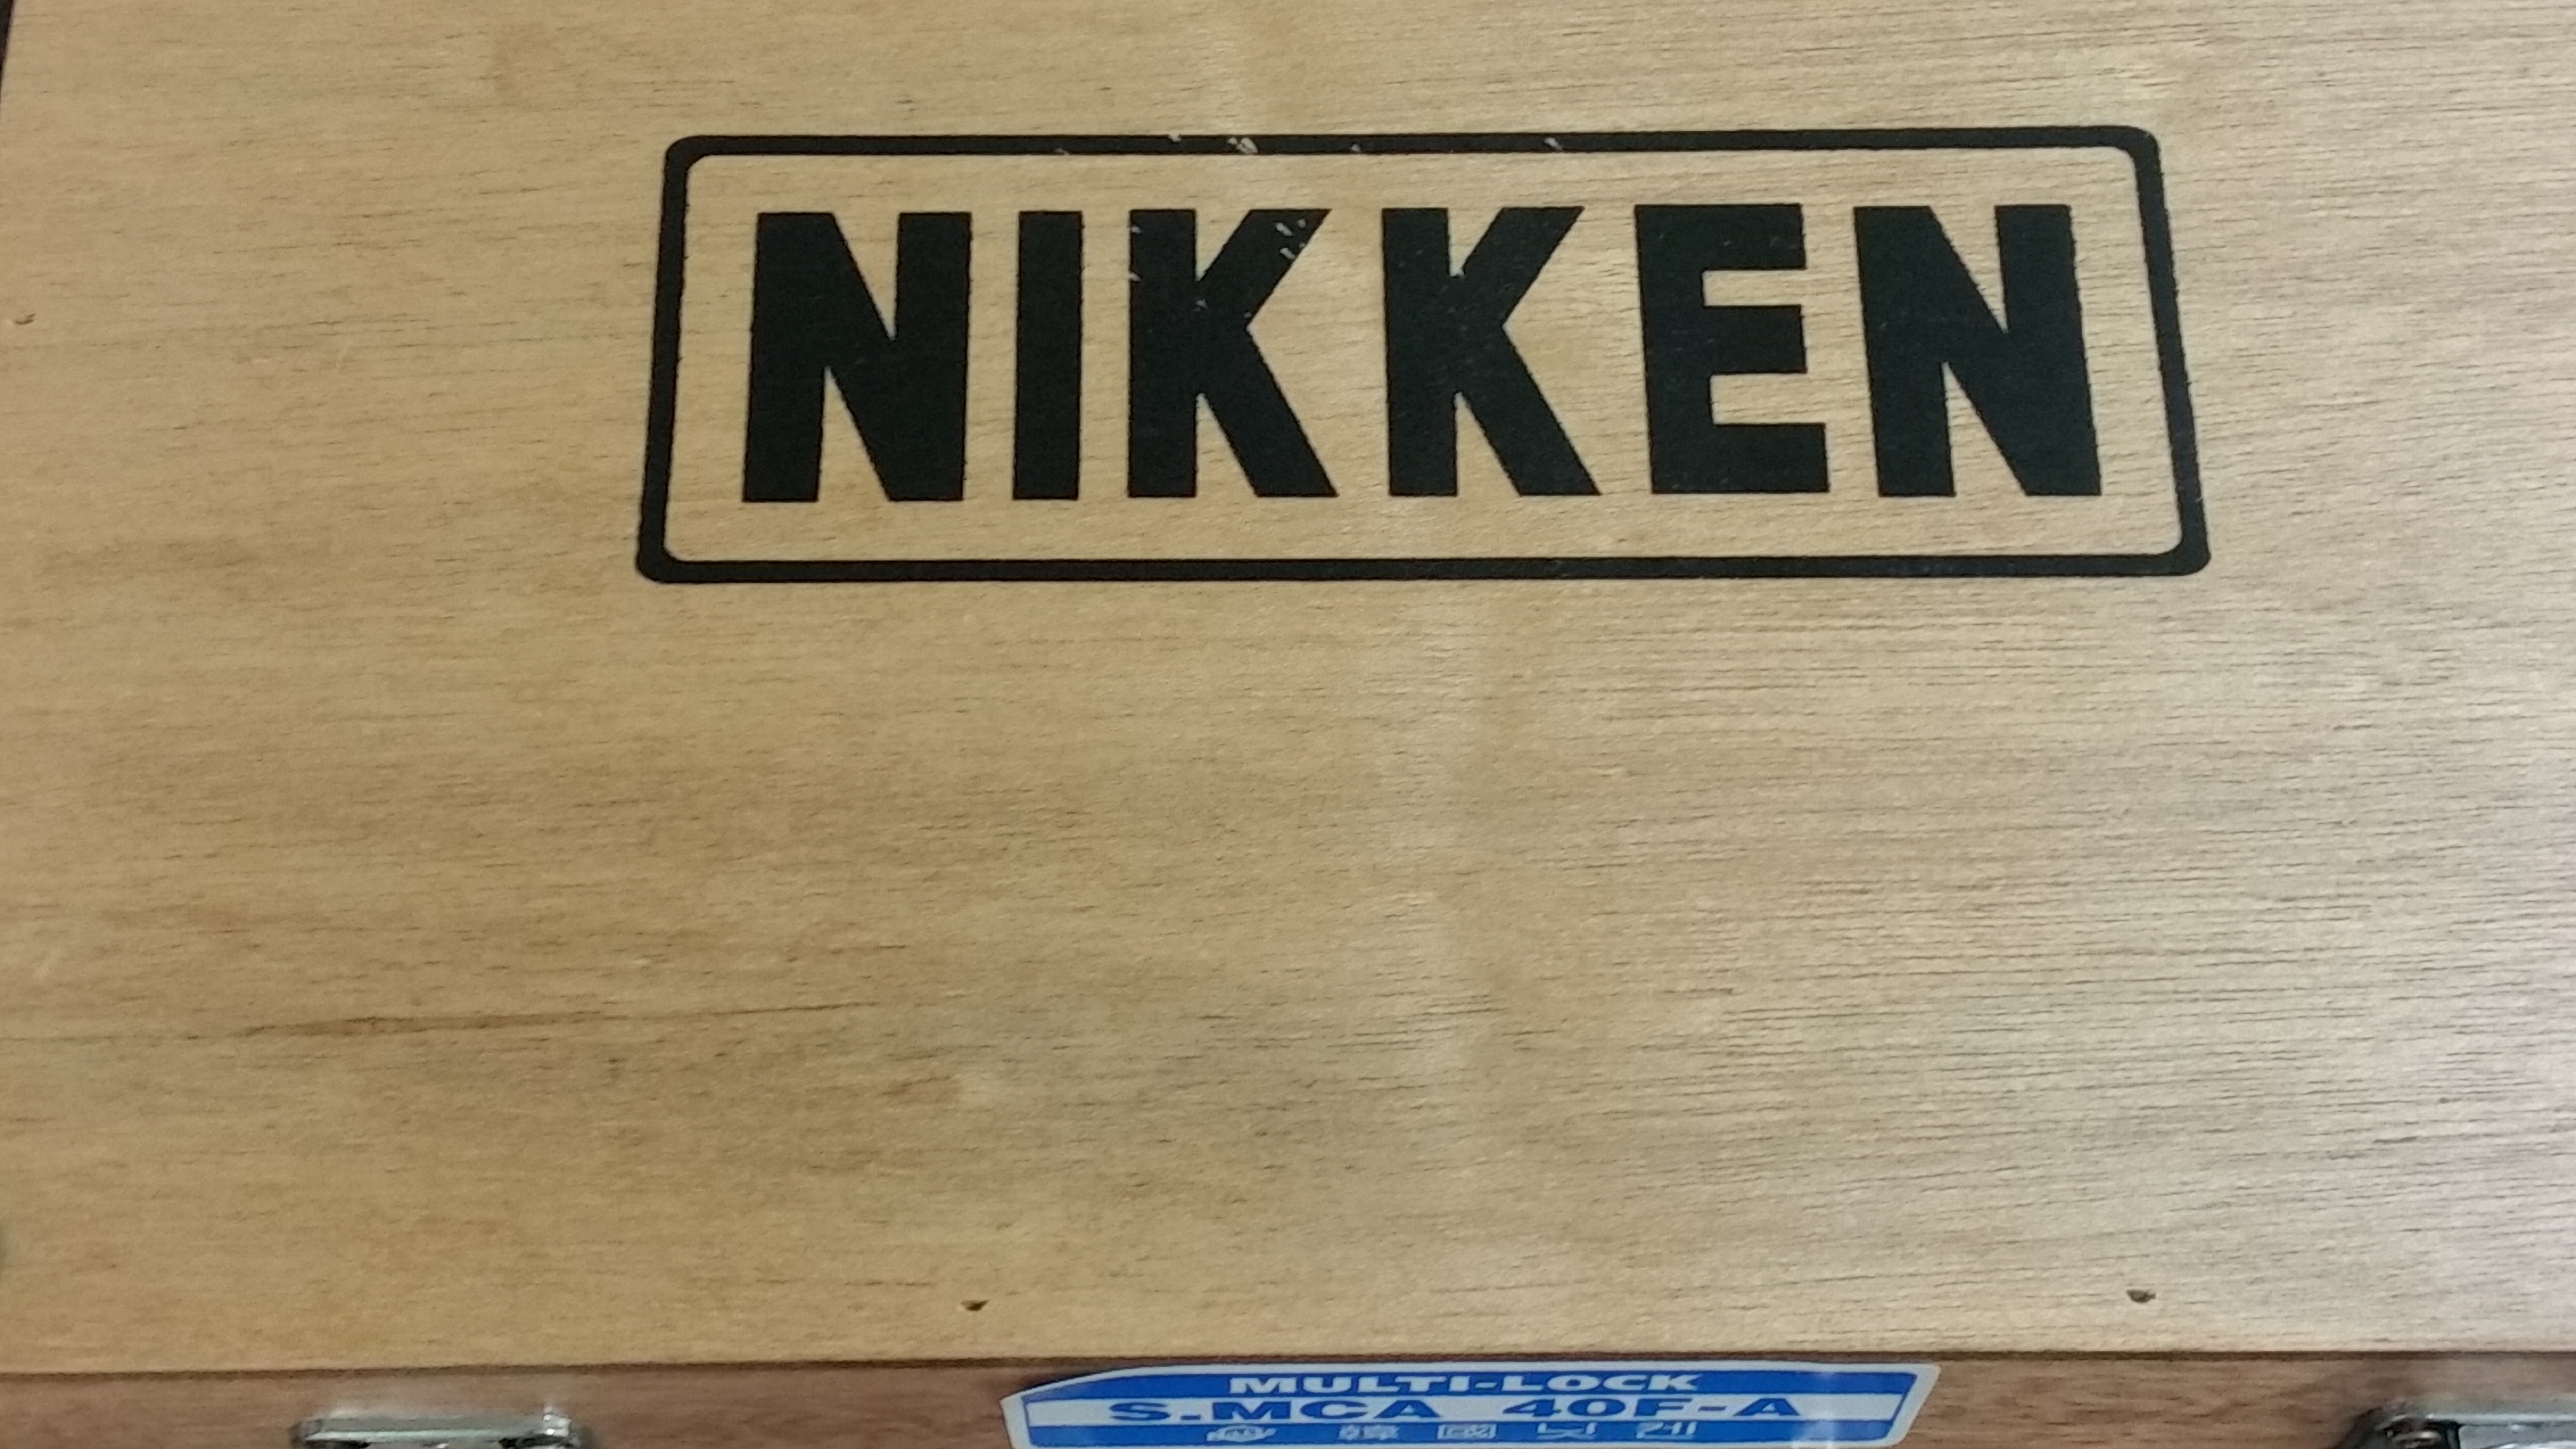 NIKKEN
MULTI-LOCK
S.MCA 40F-A
韓國닛켄